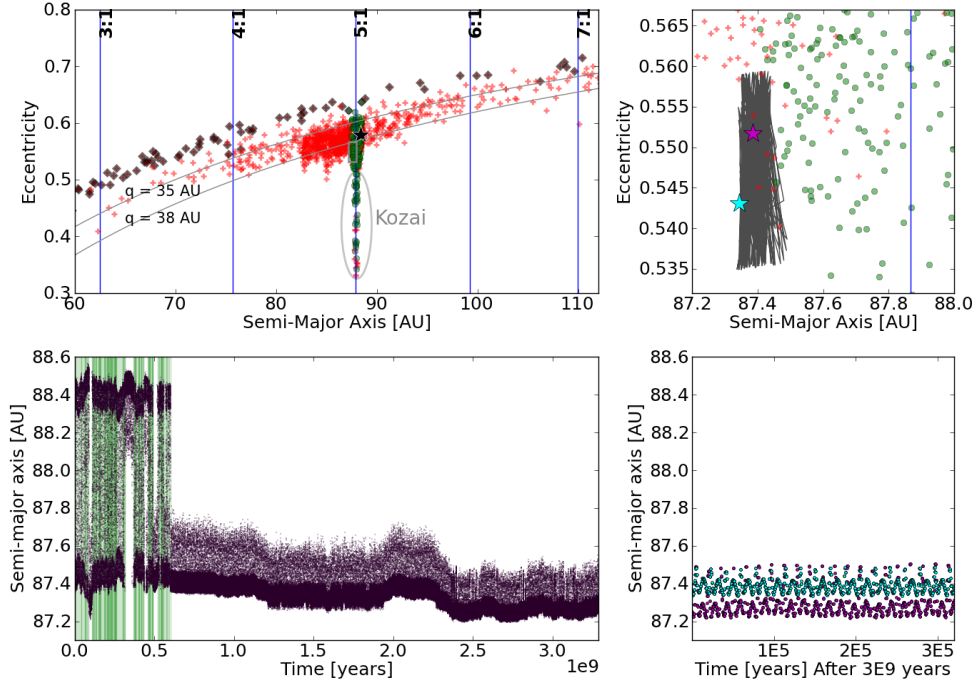 0.8
0.7
0.6
0.5
0.4
0.3
Eccentricity
3:1
4:1
5:1
6:1
7:1
q = 35 AU
q = 38 AU
Kozai
60 70 80 90 100 110
Semi-Major Axis [AU]
0.565
0.560
0.555
0.550
0.545
0.540
0.535
Eccentricity
87.2 87.4 87.6 87.8 88.0
Semi-Major Axis [AU]
88.6
88.4
88.2
88.0
87.8
87.6
87.4
87.2
Semi-major axis [AU]
0.0 0.5 1.0 1.5 2.0 2.5 3.0
1e9
Time [years]
88.6
88.4
88.2
88.0
87.8
87.6
87.4
87.2
Semi-major axis [AU]
1E5 2E5 3E5
Time [years] After 3E9 years